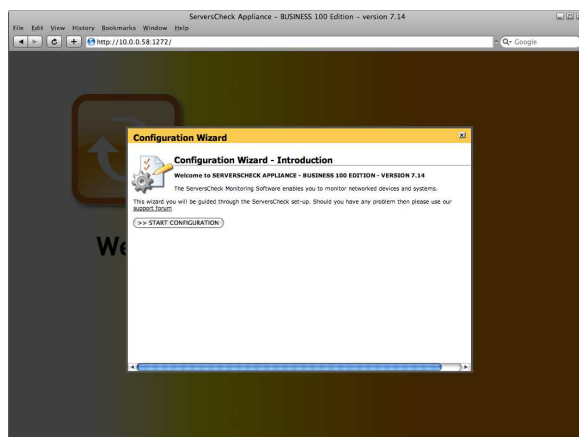 ServersCheck Appliance – BUSINESS 100 Edition – version 7.14
File Edit View History Bookmarks Window Help
http://10.0.0.58:1272/
Google
Configuration Wizard
Configuration Wizard - Introduction
Welcome to SERVERSCHECK APPLIANCE - BUSINESS 100 EDITION - VERSION 7.14
The ServersCheck Monitoring Software enables you to monitor networked devices and systems.
This wizard you will be guided through the ServersCheck set-up. Should you have any problem then please use our
support forum
>> START CONFIGURATION
We